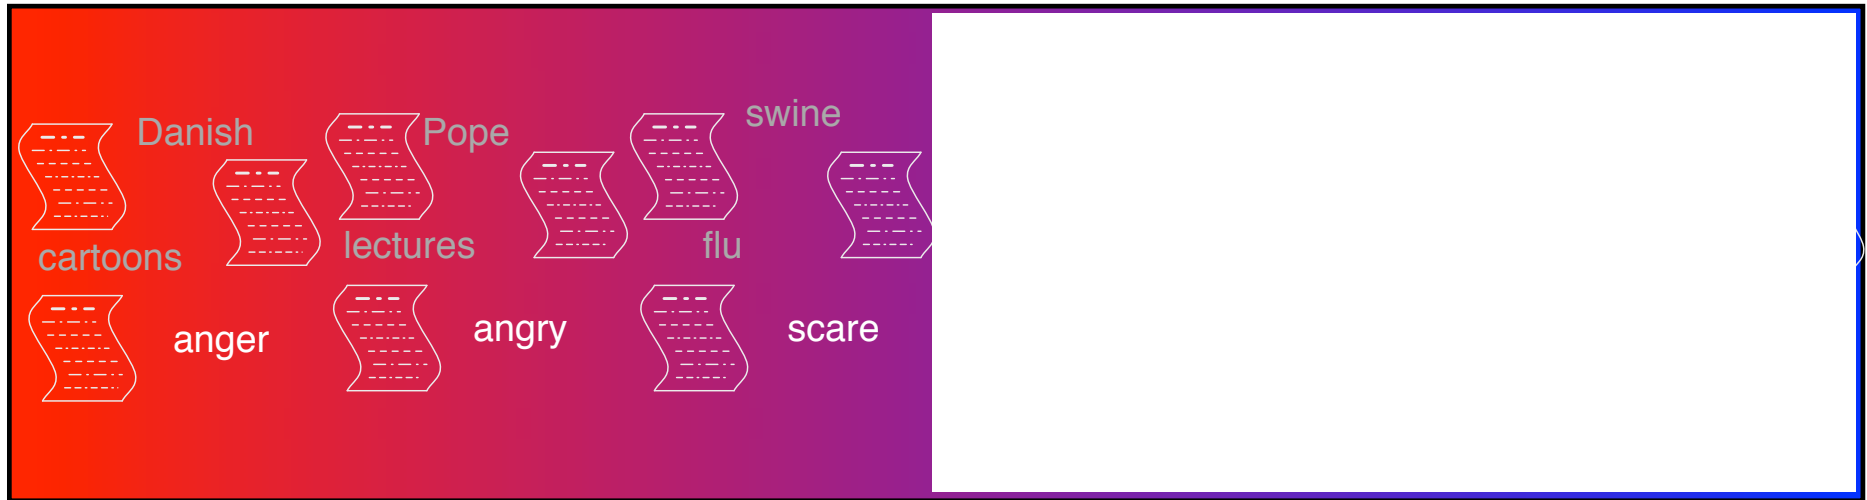 Danish
cartoons
anger
Pope
lectures
angry
swine
flu
scare